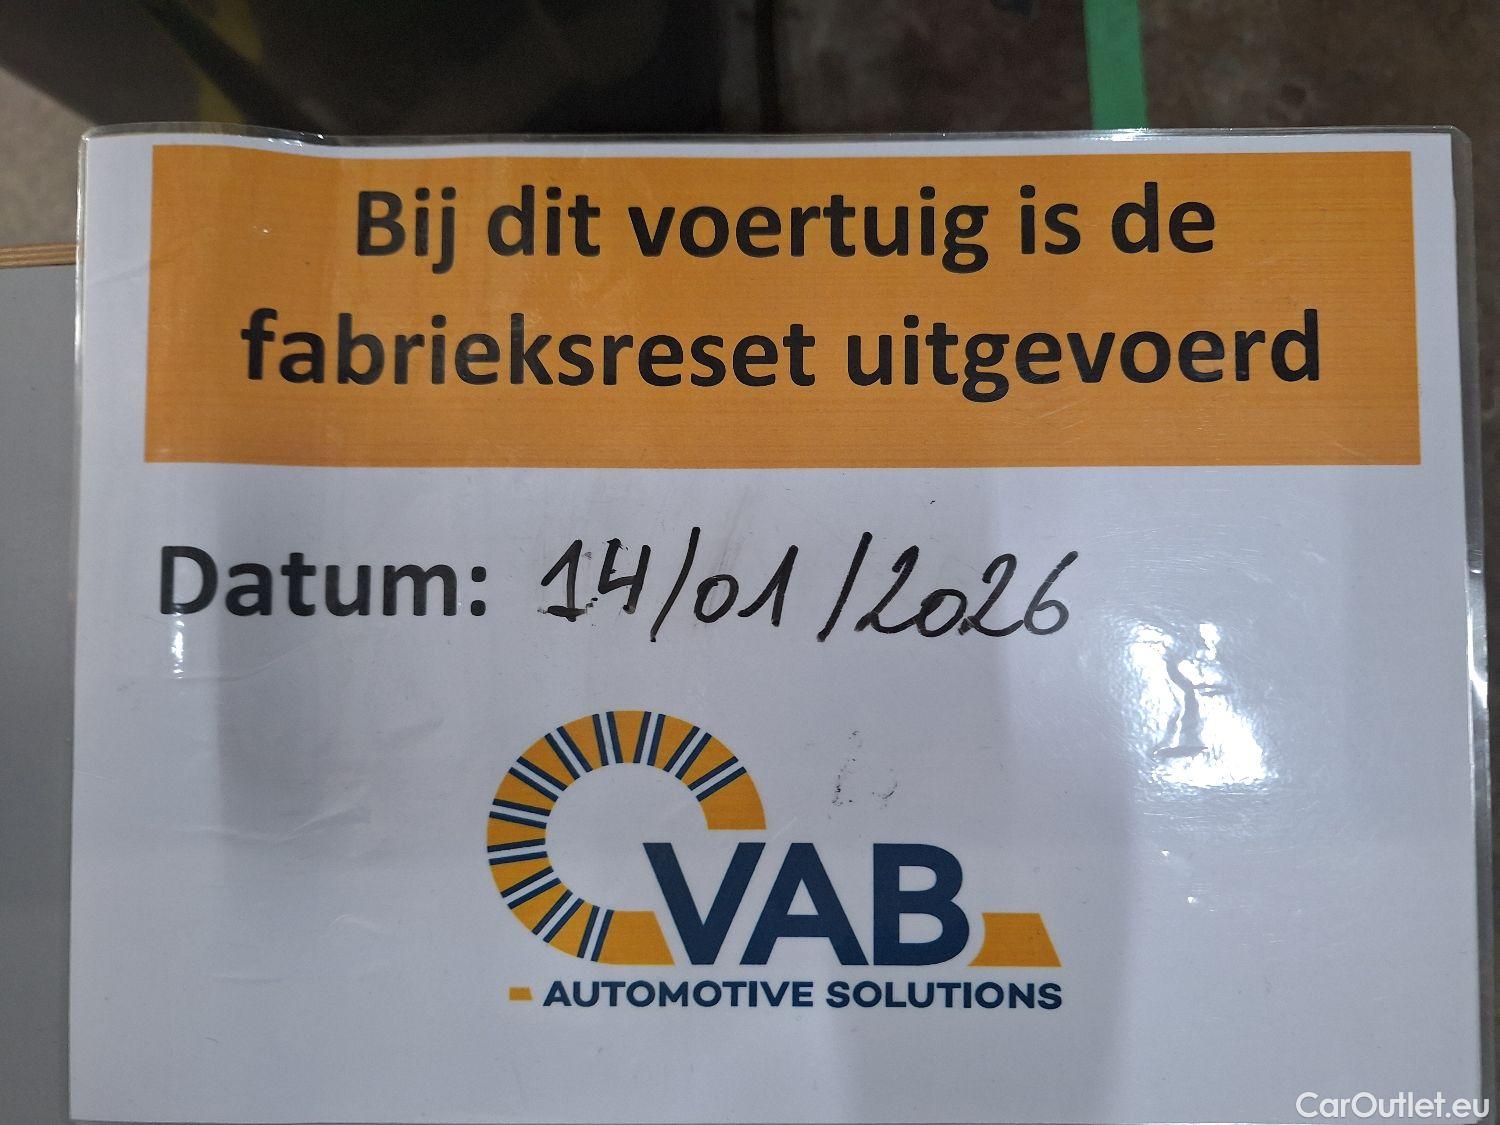 Bij dit voertuig is de
fabrieksreset uitgevoerd
Datum: 14/01/2026
VAB
AUTOMOTIVE SOLUTIONS
CarOutlet.eu